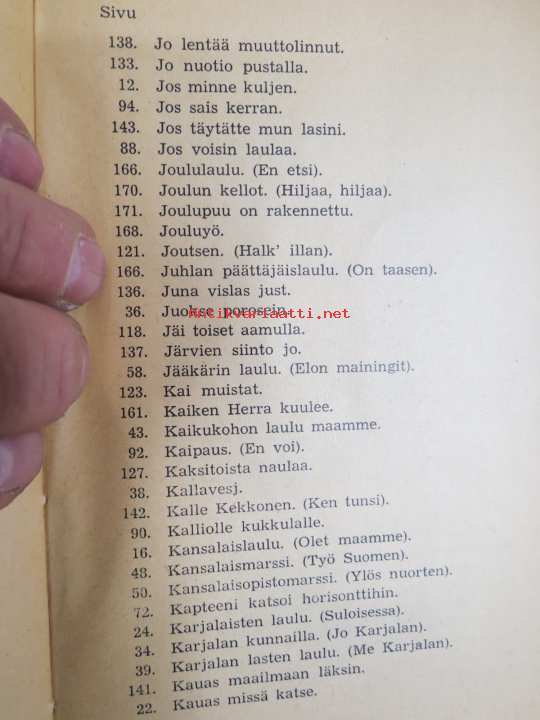 Sivu
138. Jo lentää muuttolinnut.
133. Jo nuotio pustalla.
12. Jos minne kuljen.
94. Jos sais kerran.
143. Jos täytätte mun lasini.
88. Jos voisin laulaa.
166. Joululaulu. (En etsi).
170. Joulun kellot. (Hiljaa, hiljaa).
171. Joulupuu on rakennettu.
168. Jouluyö.
121. Joutsen. (Halk' illan).
166. Juhlan päättäjäislaulu. (On taasen).
136. Juna vislas just.
36. Juokse porosein.
Antikvariaatti.net
118. Jäi toiset aamulla.
137. Järvien siinto jo.
58. Jääkärin laulu. (Elon mainingit).
123. Kai muistat.
161. Kaiken Herra kuulee.
43. Kaikukohon laulu maamme.
92. Kaipaus. (En voi).
127. Kaksitoista naulaa.
38. Kallavesj.
142. Kalle Kekkonen. (Ken tunsi).
90. Kalliolle kukkulalle.
16. Kansalaislaulu. (Olet maamme).
48. Kansalaismarssi. (Työ Suomen).
50. Kansalaisopistomarssi. (Ylös nuorten).
72. Kapteeni katsoi horisonttihin.
24. Karjalaisten laulu. (Suloisessa).
34. Karjalan kunnailla. (Jo Karjalan).
39. Karjalan lasten laulu. (Me Karjalan).
141. Kauas maailmaan läksin.
22. Kauas missä katse.